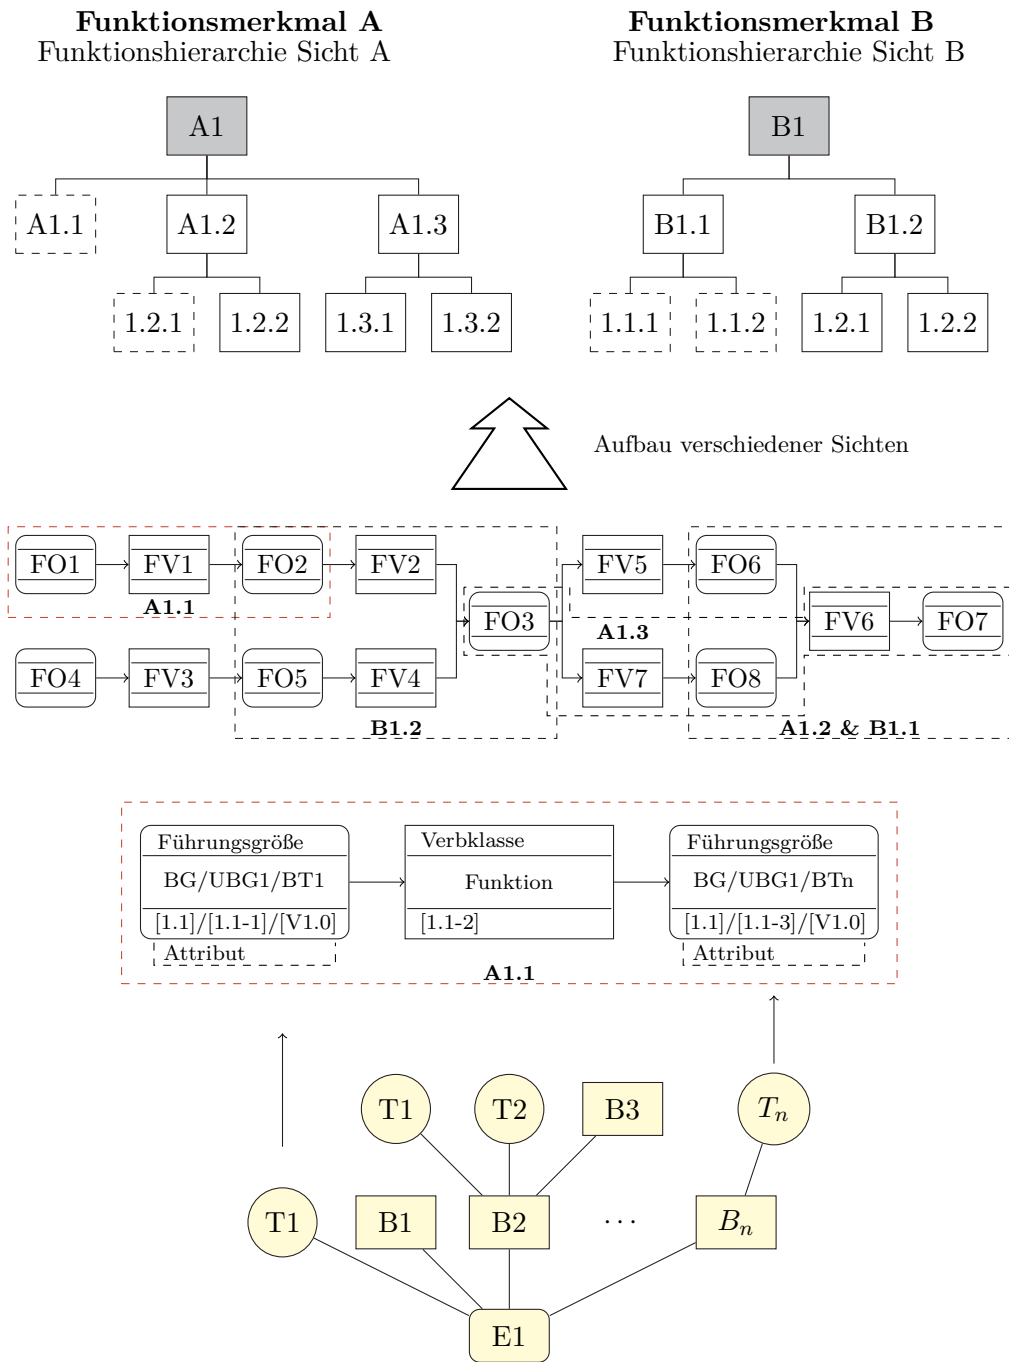 Funktionsmerkmal A
Funktionshierarchie Sicht A
Funktionsmerkmal B
Funktionshierarchie Sicht B
A1
B1
A1.1
A1.2
A1.3
B1.1
B1.2
1.2.1
1.2.2
1.3.1
1.3.2
1.1.1
1.1.2
1.2.1
1.2.2
Aufbau verschiedener Sichten
FO1
FV1
FO2
FV2
FV5
FO6
A1.1
FO3
A1.3
FV6
FO7
FO4
FV3
FO5
FV4
FV7
FO8
B1.2
A1.2 & B1.1
Führungsgröße
BG/UBG1/BT1
[1.1]/[1.1-1]/[V1.0]
Attribut
Verbklasse
Funktion
[1.1-2]
Führungsgröße
BG/UBG1/BTn
[1.1]/[1.1-3]/[V1.0]
Attribut
A1.1
T1
T2
B3
Tn
T1
B1
B2
...
Bn
E1